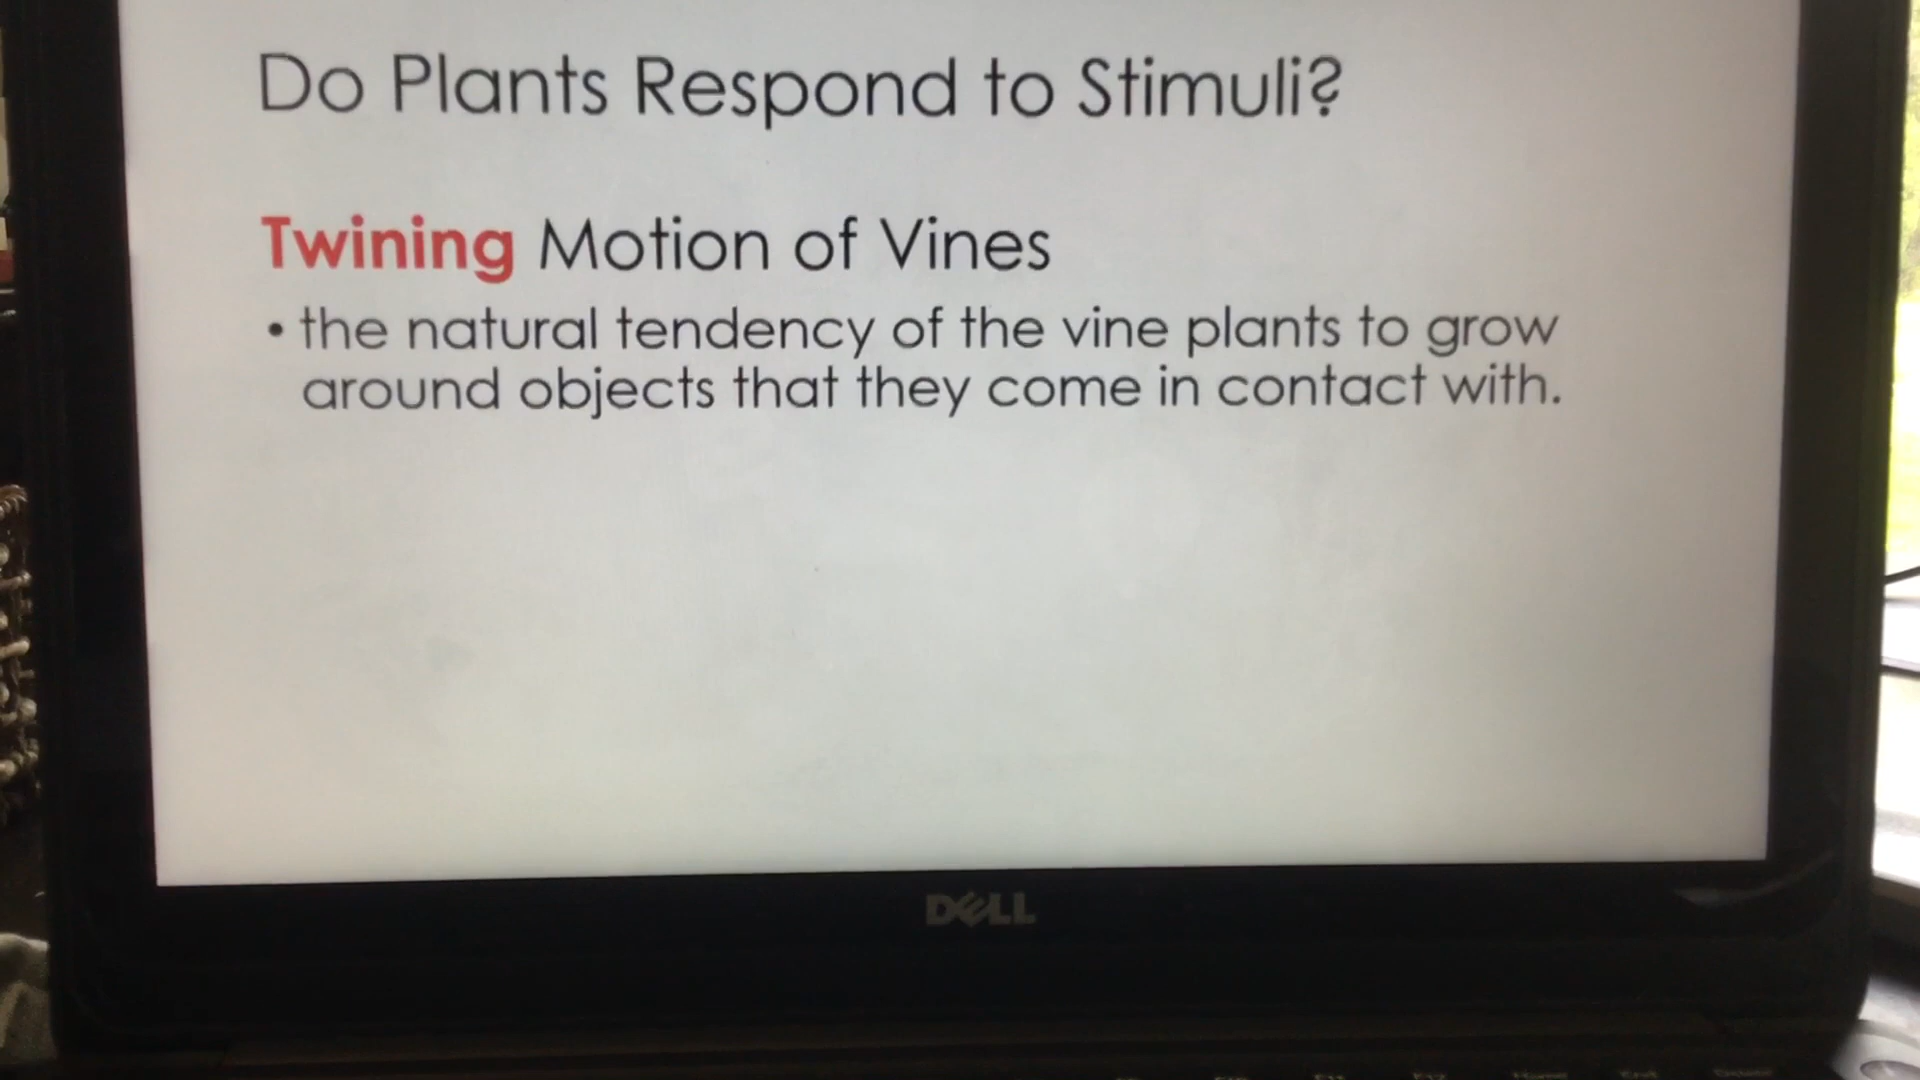 Do Plants Respond to Stimuli?
Twining Motion of Vines
• the natural tendency of the vine plants to grow
around objects that they come in contact with.
DELL